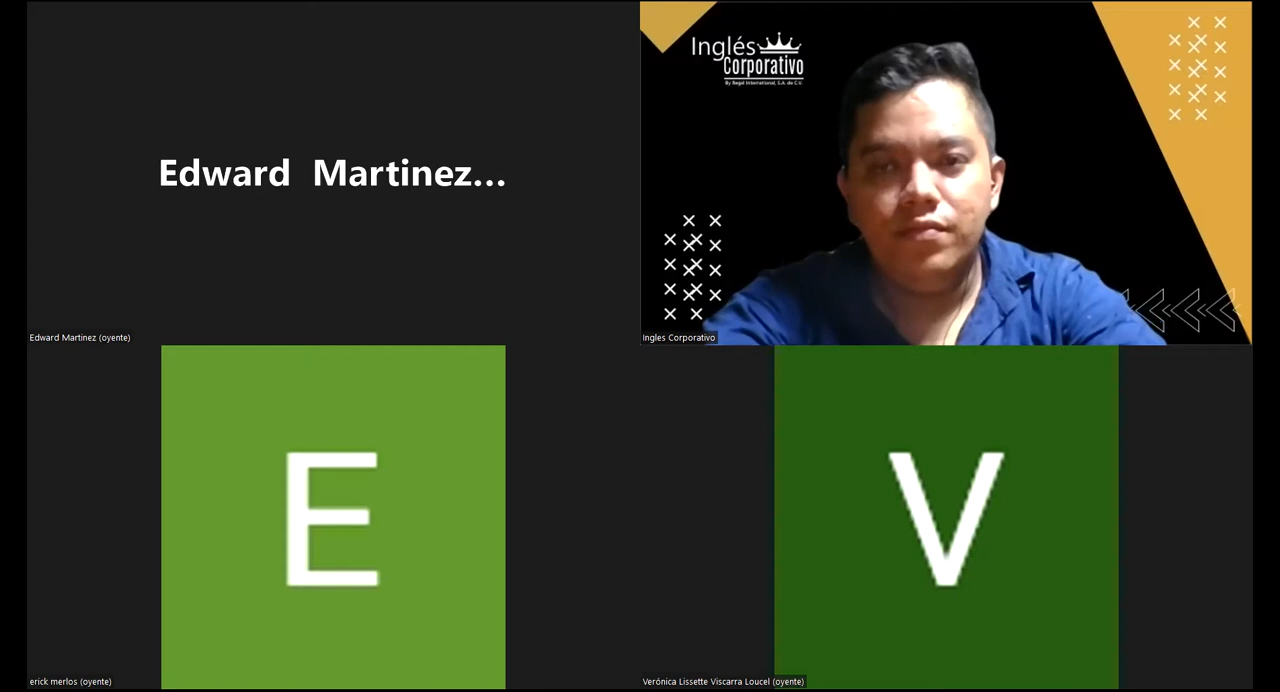 Edward Martinez...
Edward Martinez (oyente)
Inglés
Corporativo
By Regal International, S.A. de C.V.
Ingles Corporativo
E
erick merlos (oyente)
V
Verónica Lissette Viscarra Loucel (oyente)